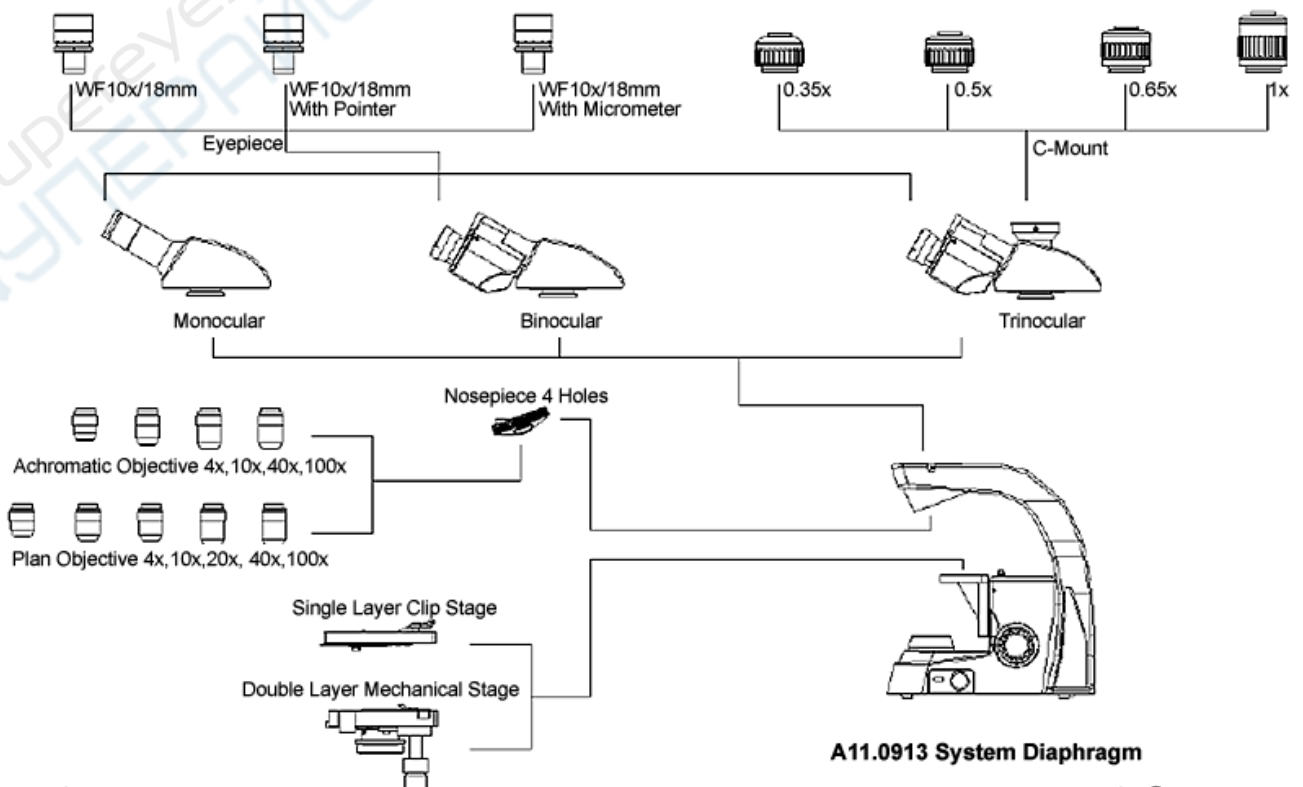 WF10x/18mm
WF10x/18mm
With Pointer
WF10x/18mm
With Micrometer
0.35x
0.5x
0.65x
1x
Eyepiece
C-Mount
Monocular
Binocular
Trinocular
Nosepiece 4 Holes
Achromatic Objective 4x,10x,40x,100x
Plan Objective 4x,10x,20x, 40x,100x
Single Layer Clip Stage
Double Layer Mechanical Stage
A11.0913 System Diaphragm